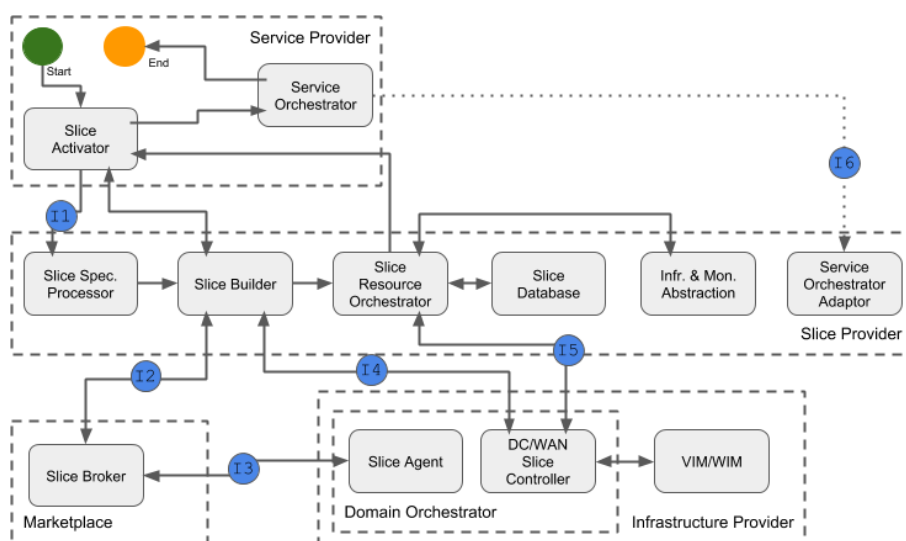 Service Provider
Start
End
Service
Orchestrator
Slice
Activator
I6
I1
Slice Spec.
Processor
Slice Builder
Slice
Resource
Orchestrator
Slice
Database
Infr. & Mon.
Abstraction
Service
Orchestrator
Adaptor
Slice Provider
I5
I4
I2
Slice Broker
I3
Slice Agent
DC/WAN
Slice
Controller
VIM/WIM
Marketplace
Domain Orchestrator
Infrastructure Provider